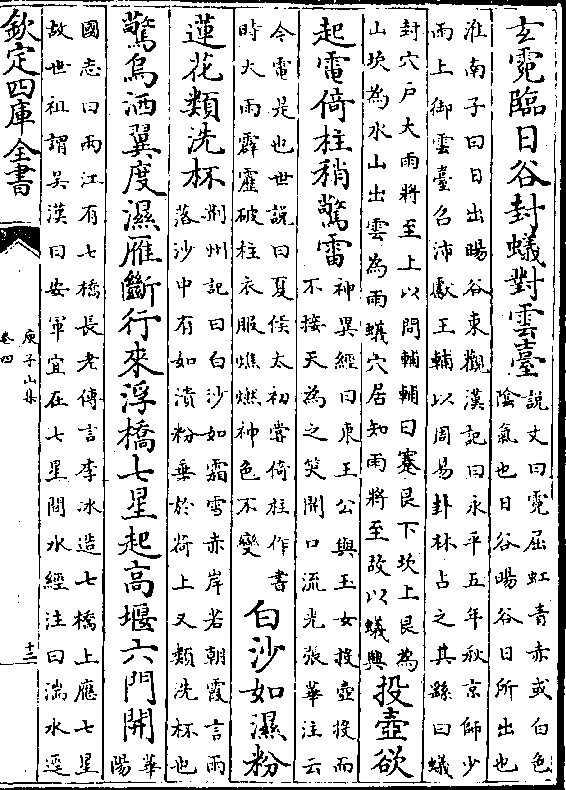 玄霓臨日谷封蟻對雲臺
說文曰霓屈虹青赤或白色
陰氣也日谷暘谷日所出也
淮南子曰日出暘谷東觀漢記曰永平五年秋京師少
雨上御雲臺召沛獻王輔以周易卦林占之其繇曰蟻
封穴戶大雨將至上以問輔輔曰蹇艮下坎上艮為
山坎為水山出雲為雨蟻穴居知雨將至故以蟻興
投壺欲
起電倚柱稍驚雷
神異經曰東王公與玉女投壺投而
不接天為之笑開口流光張華注云
今電是也世說曰夏侯太初嘗倚柱作書
時大雨霹靂破柱衣服燋燃神色不變
白沙如濕粉
蓮花類洗杯
荆州記曰白沙如霜雪赤岸若朝霞言雨
落沙中有如漬粉垂於荷上又類洗杯也
驚烏洒翼度濕雁斷行來浮橋七星起高堰六門開
華
陽
國志曰兩江有七橋長老傳言李冰造七橋上應七星
故世祖謂吳漢曰安軍宜在七星間水經注曰湍水逕
欽定四庫全書
庾子山集
卷四
十二